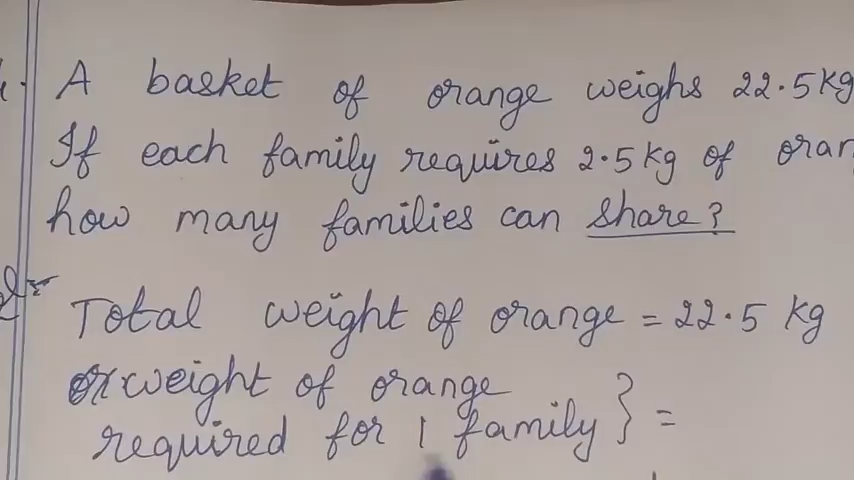 A basket of orange weighs 22.5 kg
If each family requires 2.5 kg of
how many families can share?
Total weight of orange = 22.5 kg
weight of orange
required for 1 family } =